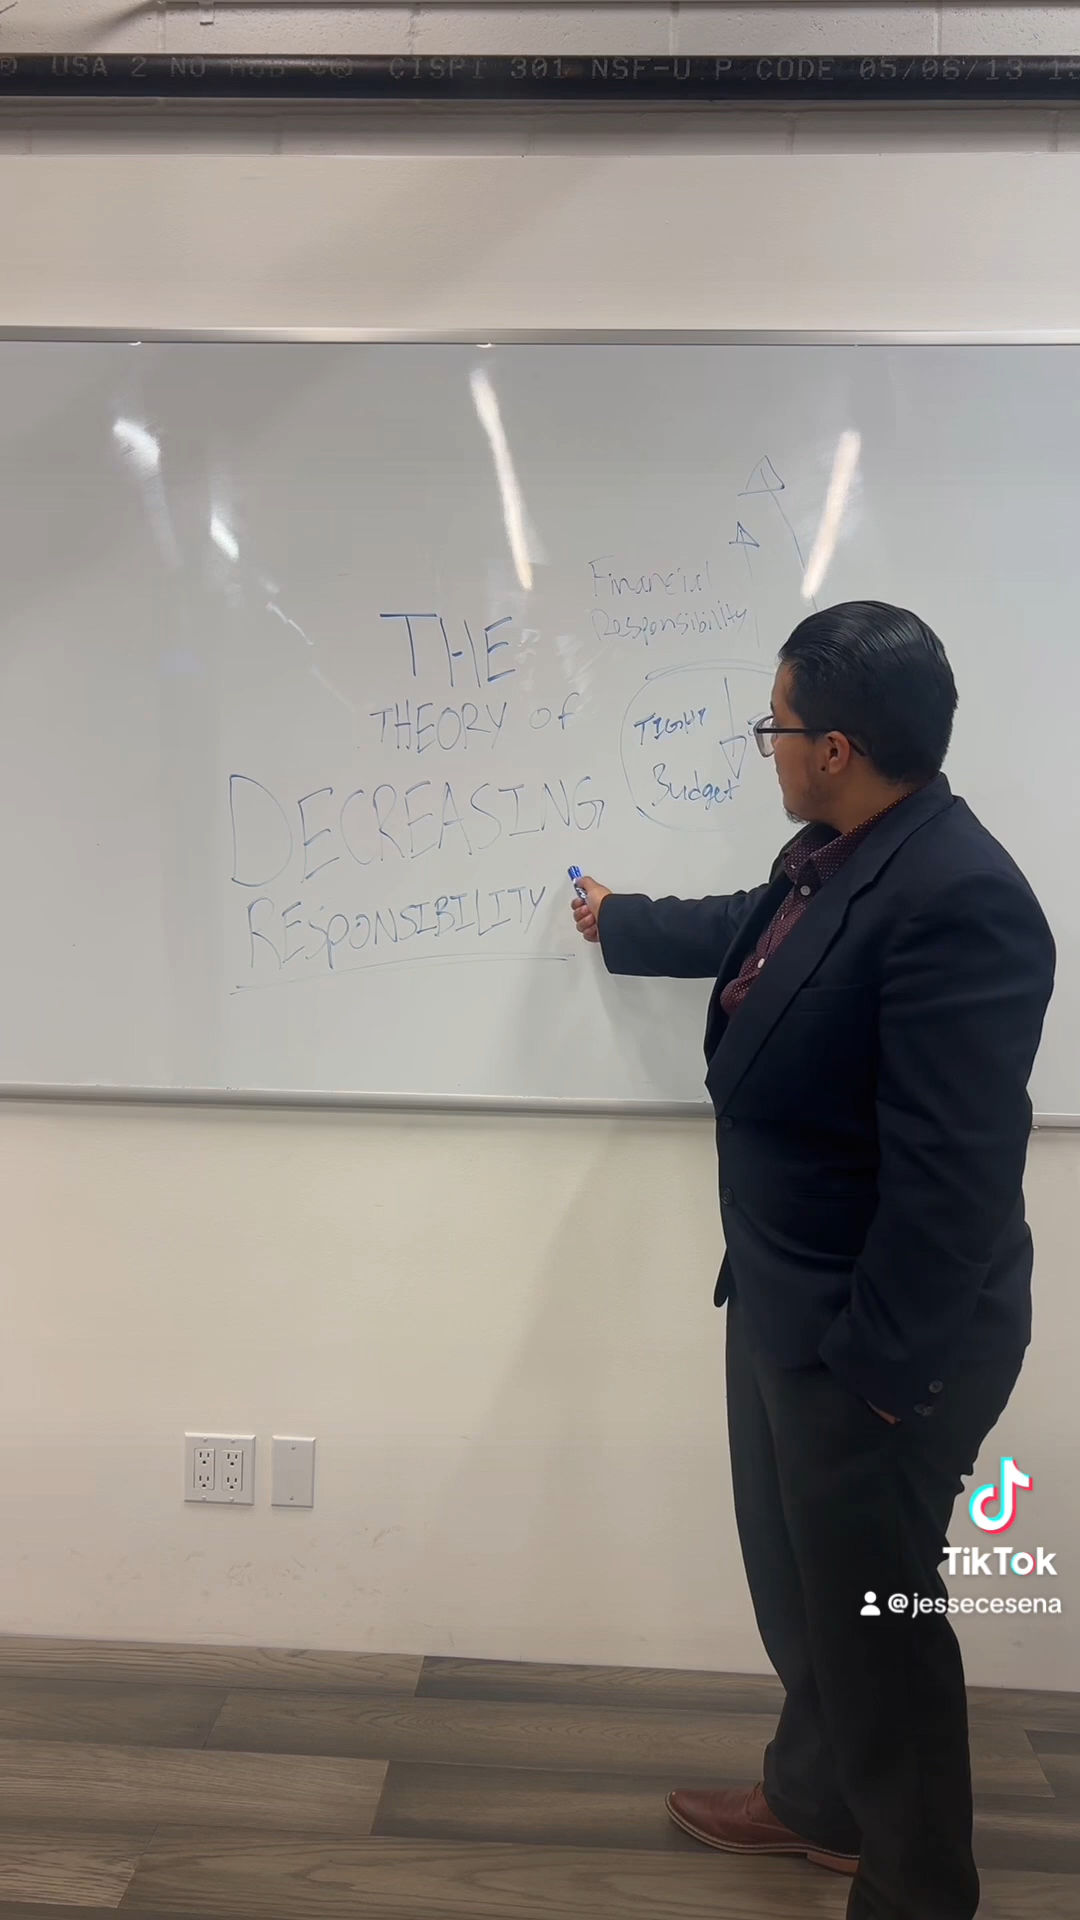 USA 2 NO HUB ® CISPI 301 NSF-U.P.CODE 05/06/13
Financial
Responsibility
THE
THEORY of
DECREASING
RESPONSIBILITY
TIGHT
Budget
TikTok
@jessecesena